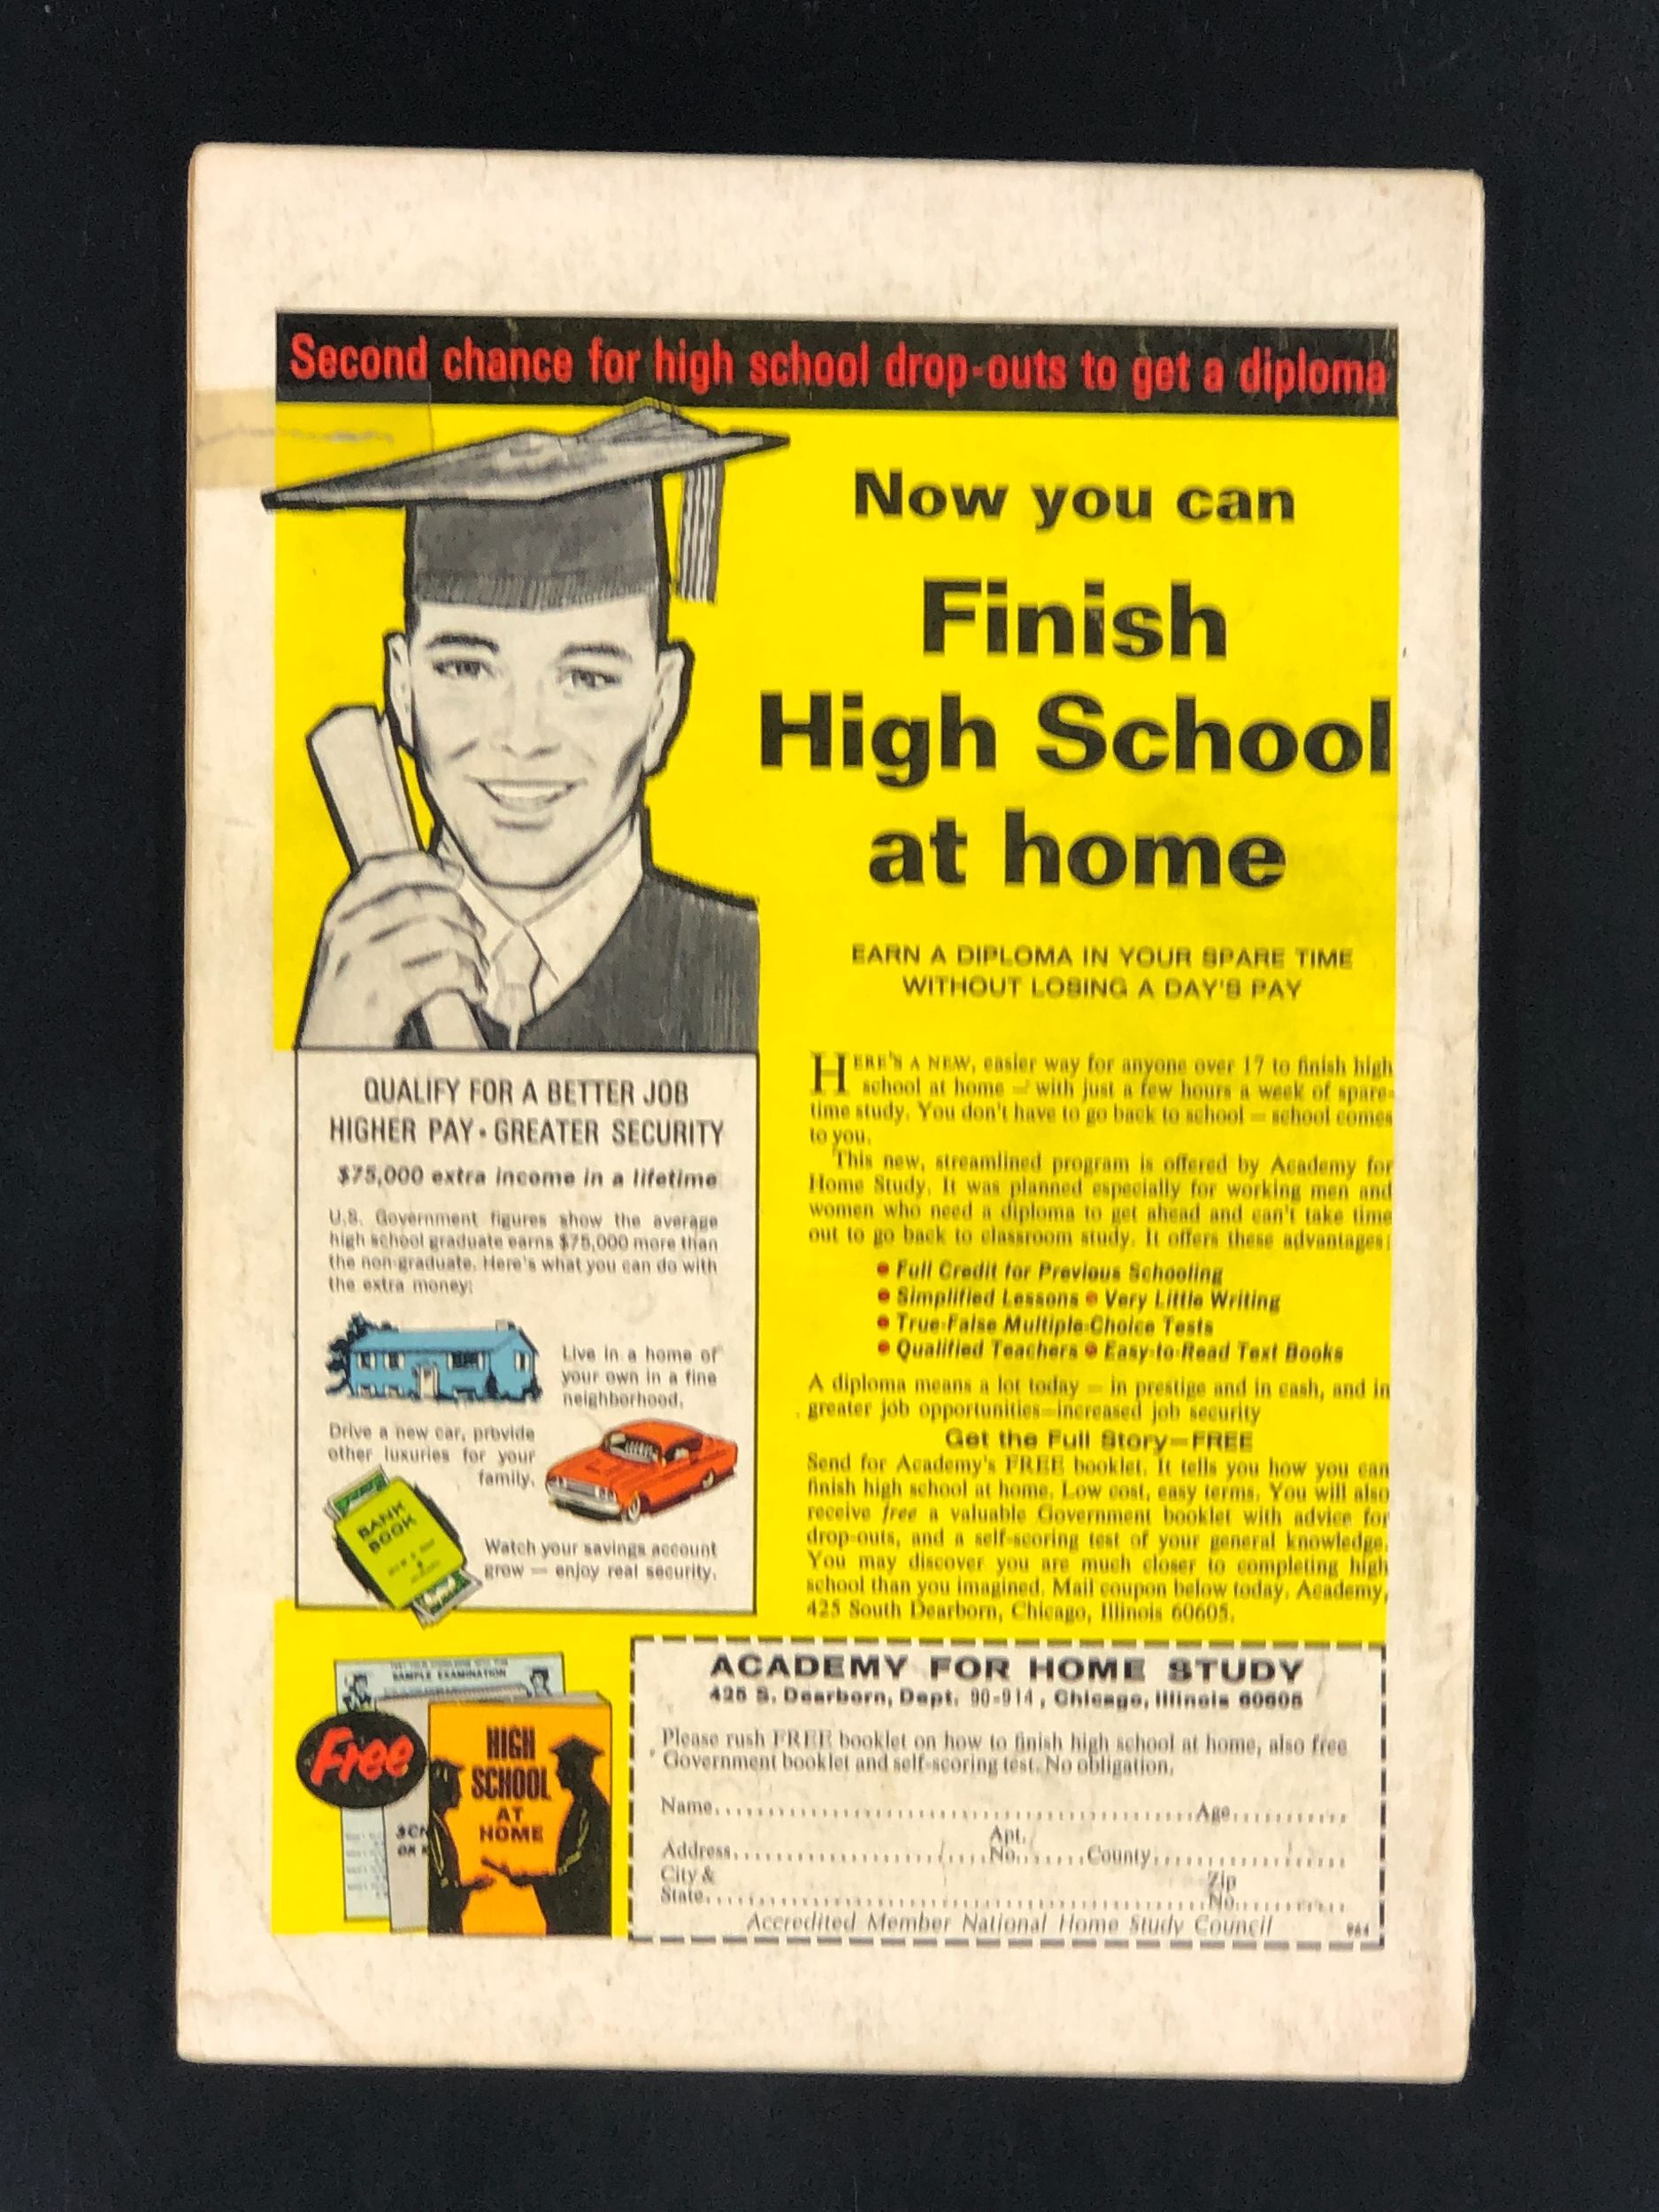 Second chance for high school drop-outs to get a diploma
Now you can
Finish
High School
at home
EARN A DIPLOMA IN YOUR SPARE TIME
WITHOUT LOSING A DAY'S PAY
QUALIFY FOR A BETTER JOB
HIGHER PAY • GREATER SECURITY
$75,000 extra income in a lifetime
U.S. Government figures show the average
high school graduate earns $75,000 more than
the non-graduate. Here's what you can do with
the extra money:
Live in a home of
your own in a fine
neighborhood.
Drive a new car, provide
other luxuries for your
family.
BANK
BOOK
Watch your savings account
grow — enjoy real security.
HERE'S A NEW, easier way for anyone over 17 to finish high
school at home — with just a few hours a week of spare-
time study. You don't have to go back to school — school comes
to you.
This new, streamlined program is offered by Academy for
Home Study. It was planned especially for working men and
women who need a diploma to get ahead and can't take time
out to go back to classroom study. It offers these advantages:
• Full Credit for Previous Schooling
• Simplified Lessons • Very Little Writing
• True-False Multiple-Choice Tests
• Qualified Teachers • Easy-to-Read Text Books
A diploma means a lot today — in prestige and in cash, and in
greater job opportunities—increased job security
Get the Full Story—FREE
Send for Academy's FREE booklet. It tells you how you can
finish high school at home. Low cost, easy terms. You will also
receive free a valuable Government booklet with advice for
drop-outs, and a self-scoring test of your general knowledge.
You may discover you are much closer to completing high
school than you imagined. Mail coupon below today. Academy,
425 South Dearborn, Chicago, Illinois 60605.
SAMPLE EXAMINATION
Free
HIGH
SCHOOL
AT
HOME
SCH
OR
ACADEMY FOR HOME STUDY
425 S. Dearborn, Dept. 90-914, Chicago, Illinois 60605
Please rush FREE booklet on how to finish high school at home, also free
Government booklet and self-scoring test. No obligation.
Name........Age........
Apt.
Address........No.......County........
City & Zip
State........No........
Accredited Member National Home Study Council 964